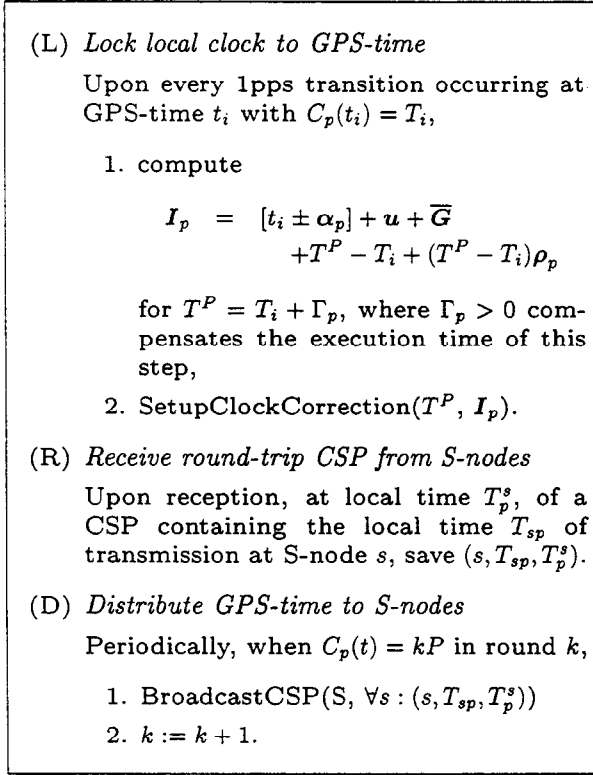 (L) Lock local clock to GPS-time
Upon every 1pps transition occurring at
GPS-time t_i with C_p(t_i) = T_i,
1. compute
I_p = [t_i ± α_p] + u + G̅
+T^P − T_i + (T^P − T_i)ρ_p
for T^P = T_i + Γ_p, where Γ_p > 0 com-
pensates the execution time of this
step,
2. SetupClockCorrection(T^P, I_p).
(R) Receive round-trip CSP from S-nodes
Upon reception, at local time T_p^s, of a
CSP containing the local time T_sp of
transmission at S-node s, save (s, T_sp, T_p^s).
(D) Distribute GPS-time to S-nodes
Periodically, when C_p(t) = kP in round k,
1. BroadcastCSP(S, ∀s : (s, T_sp, T_p^s))
2. k := k + 1.